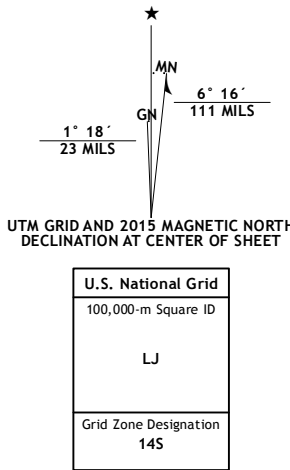 ★
MN
GN
6° 16´
111 MILS
1° 18´
23 MILS
UTM GRID AND 2015 MAGNETIC NORTH
DECLINATION AT CENTER OF SHEET
U.S. National Grid
100,000-m Square ID
LJ
Grid Zone Designation
14S